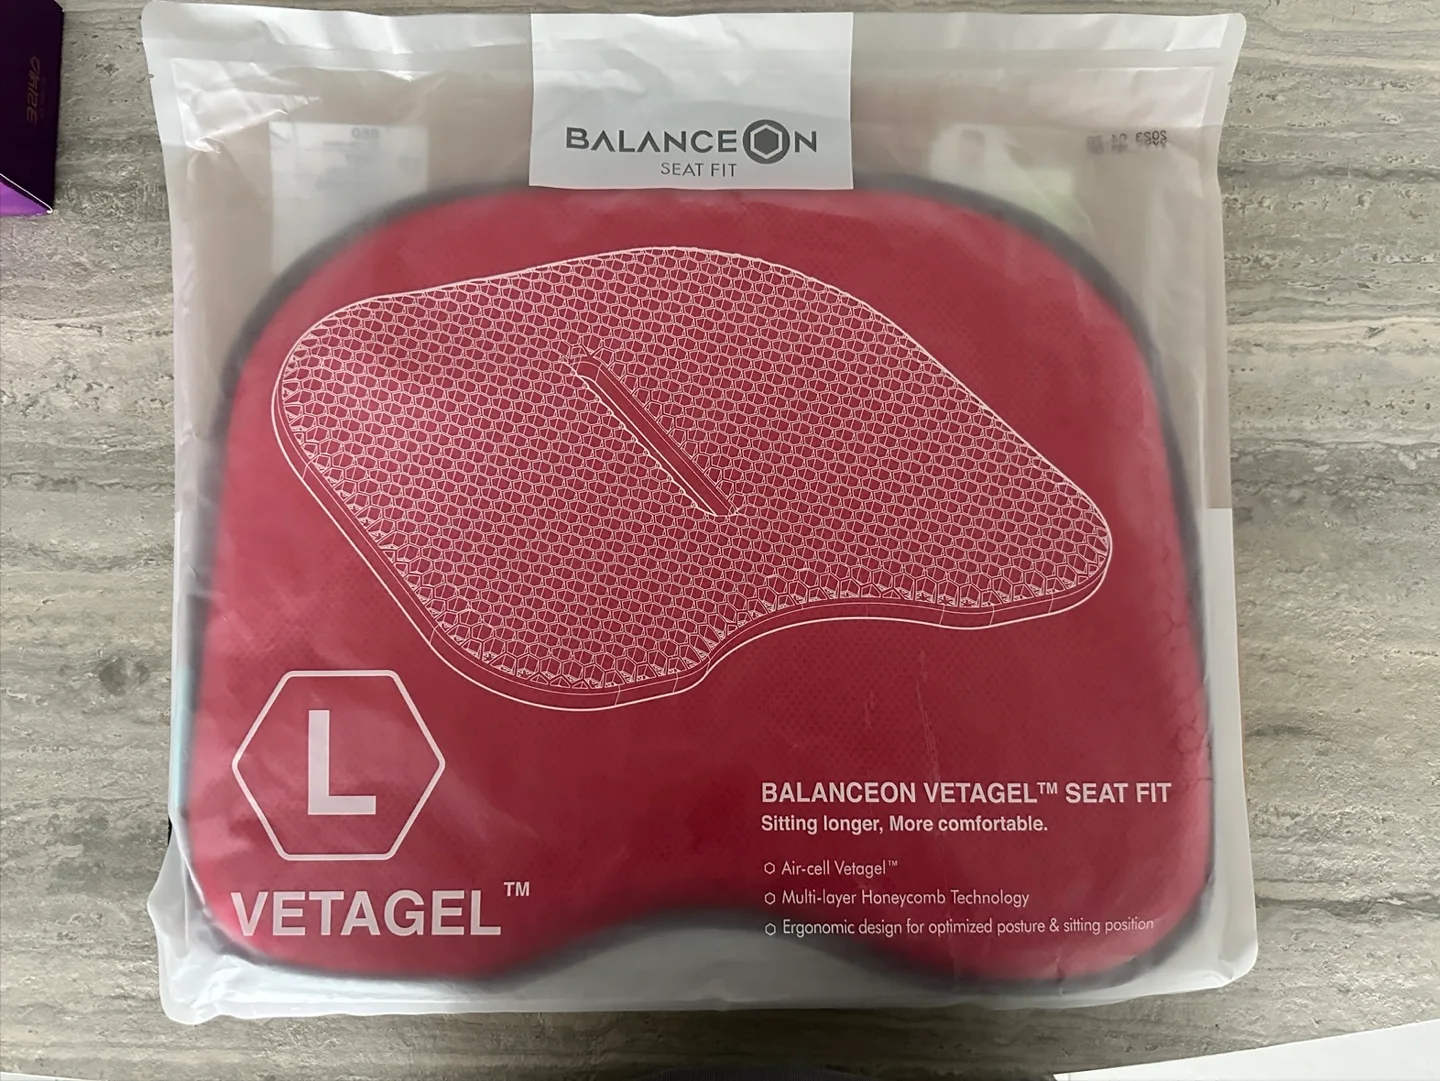 BALANCEON
SEAT FIT
RED
L
VETAGEL™
BALANCEON VETAGEL™ SEAT FIT
Sitting longer, More comfortable.
Air-cell Vetagel™
Multi-layer Honeycomb Technology
Ergonomic design for optimized posture & sitting position